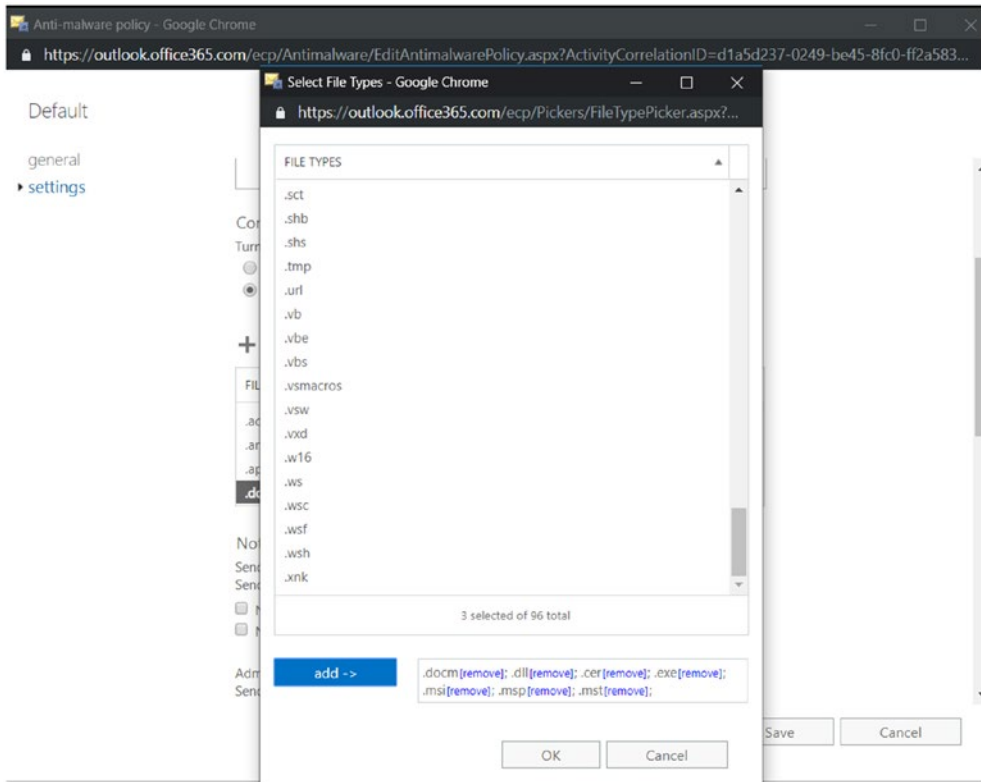 Anti-malware policy - Google Chrome
https://outlook.office365.com/ecp/Antimalware/EditAntimalwarePolicy.aspx?ActivityCorrelationID=d1a5d237-0249-be45-8fc0-ff2a583...
Select File Types - Google Chrome
https://outlook.office365.com/ecp/Pickers/FileTypePicker.aspx?...
Default
general
settings
FILE TYPES
.sct
.shb
.shs
.tmp
.url
.vb
.vbe
.vbs
.vsmacros
.vsw
.vxd
.w16
.ws
.wsc
.wsf
.wsh
.xnk
3 selected of 96 total
add ->
.docm[remove]; .dll[remove]; .cer[remove]; .exe[remove];
.msi[remove]; .msp[remove]; .mst[remove];
OK
Cancel
Save
Cancel